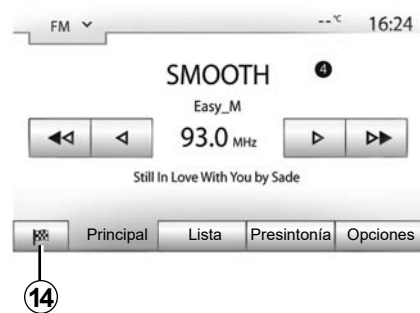 FM --°C 16:24
SMOOTH 4
Easy_M
93.0 MHz
Still In Love With You by Sade
Principal Lista Presintonía Opciones
14